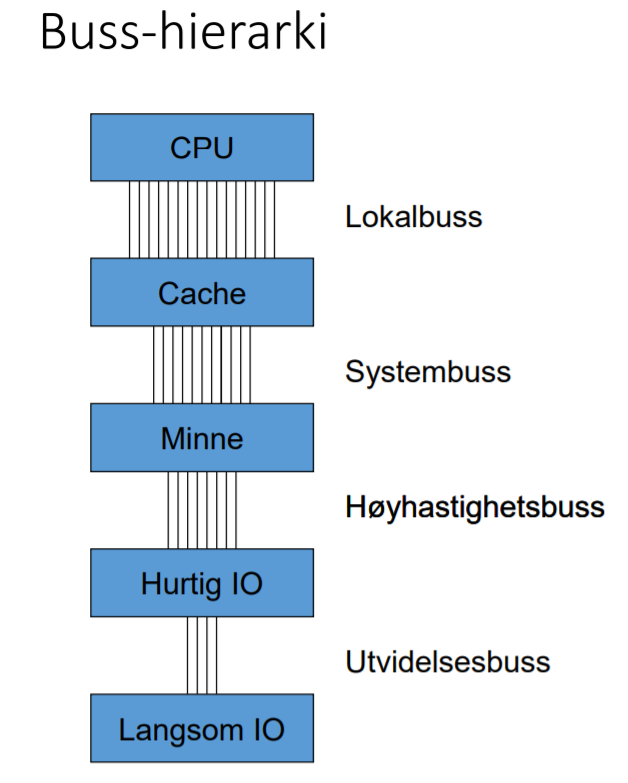 Buss-hierarki
CPU
Lokalbuss
Cache
Systembuss
Minne
Høyhastighetsbuss
Hurtig IO
Utvidelsesbuss
Langsom IO